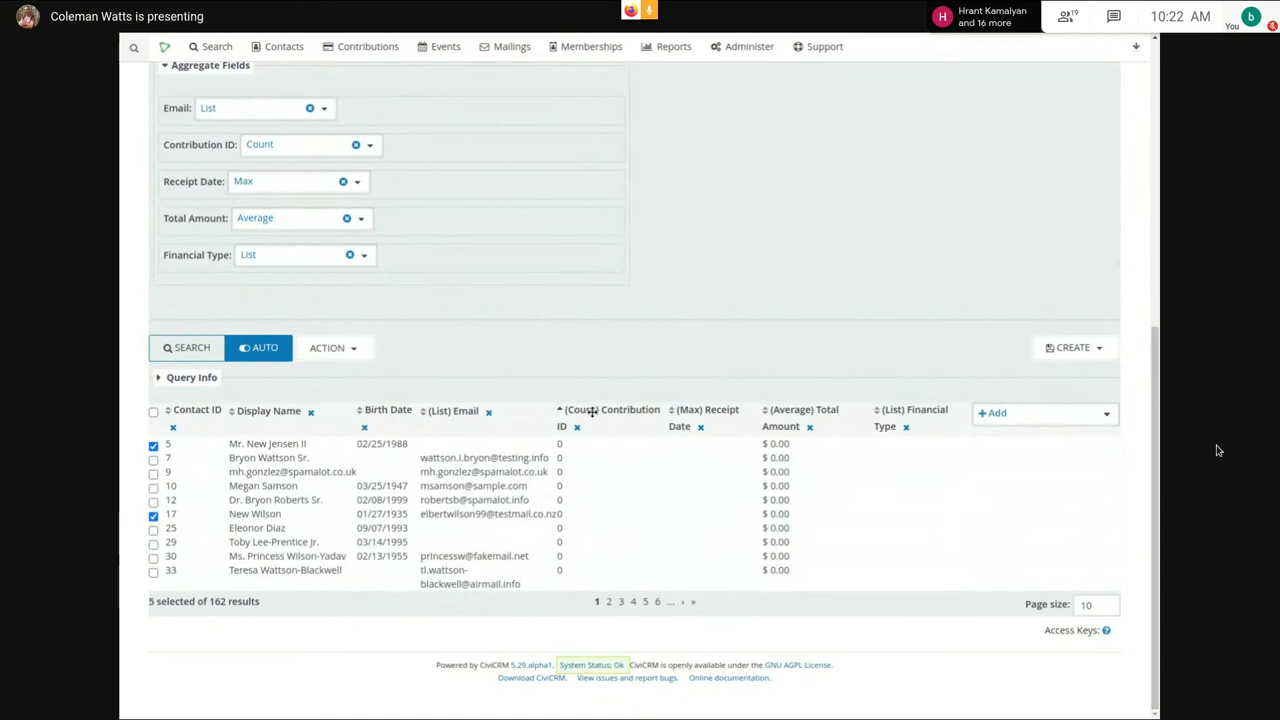 Coleman Watts is presenting
H Hrant Kamalyan and 16 more
19
10:22 AM
You
b
Search Contacts Contributions Events Mailings Memberships Reports Administer Support
Aggregate Fields
Email: List
Contribution ID: Count
Receipt Date: Max
Total Amount: Average
Financial Type: List
SEARCH AUTO ACTION CREATE
Query Info
Contact ID Display Name Birth Date (List) Email (Count) Contribution ID (Max) Receipt Date (Average) Total Amount (List) Financial Type + Add
5 Mr. New Jensen II 02/25/1988 0 $ 0.00
7 Bryon Wattson Sr. wattson.l.bryon@testing.info 0 $ 0.00
9 mh.gonzlez@spamalot.co.uk mh.gonzlez@spamalot.co.uk 0 $ 0.00
10 Megan Samson 03/25/1947 msamson@sample.com 0 $ 0.00
12 Dr. Bryon Roberts Sr. 02/08/1999 robertsb@spamalot.info 0 $ 0.00
17 New Wilson 01/27/1935 elbertwilson99@testmail.co.nz 0 $ 0.00
25 Eleonor Díaz 09/07/1993 0 $ 0.00
29 Toby Lee-Prentice Jr. 03/14/1995 0 $ 0.00
30 Ms. Princess Wilson-Yadav 02/13/1955 princessw@fakemail.net 0 $ 0.00
33 Teresa Wattson-Blackwell tl.wattson-blackwell@airmail.info 0 $ 0.00
5 selected of 162 results 1 2 3 4 5 6 ... › » Page size: 10
Access Keys: ?
Powered by CiviCRM 5.29.alpha1. System Status: Ok CiviCRM is openly available under the GNU AGPL License.
Download CiviCRM. View issues and report bugs. Online documentation.